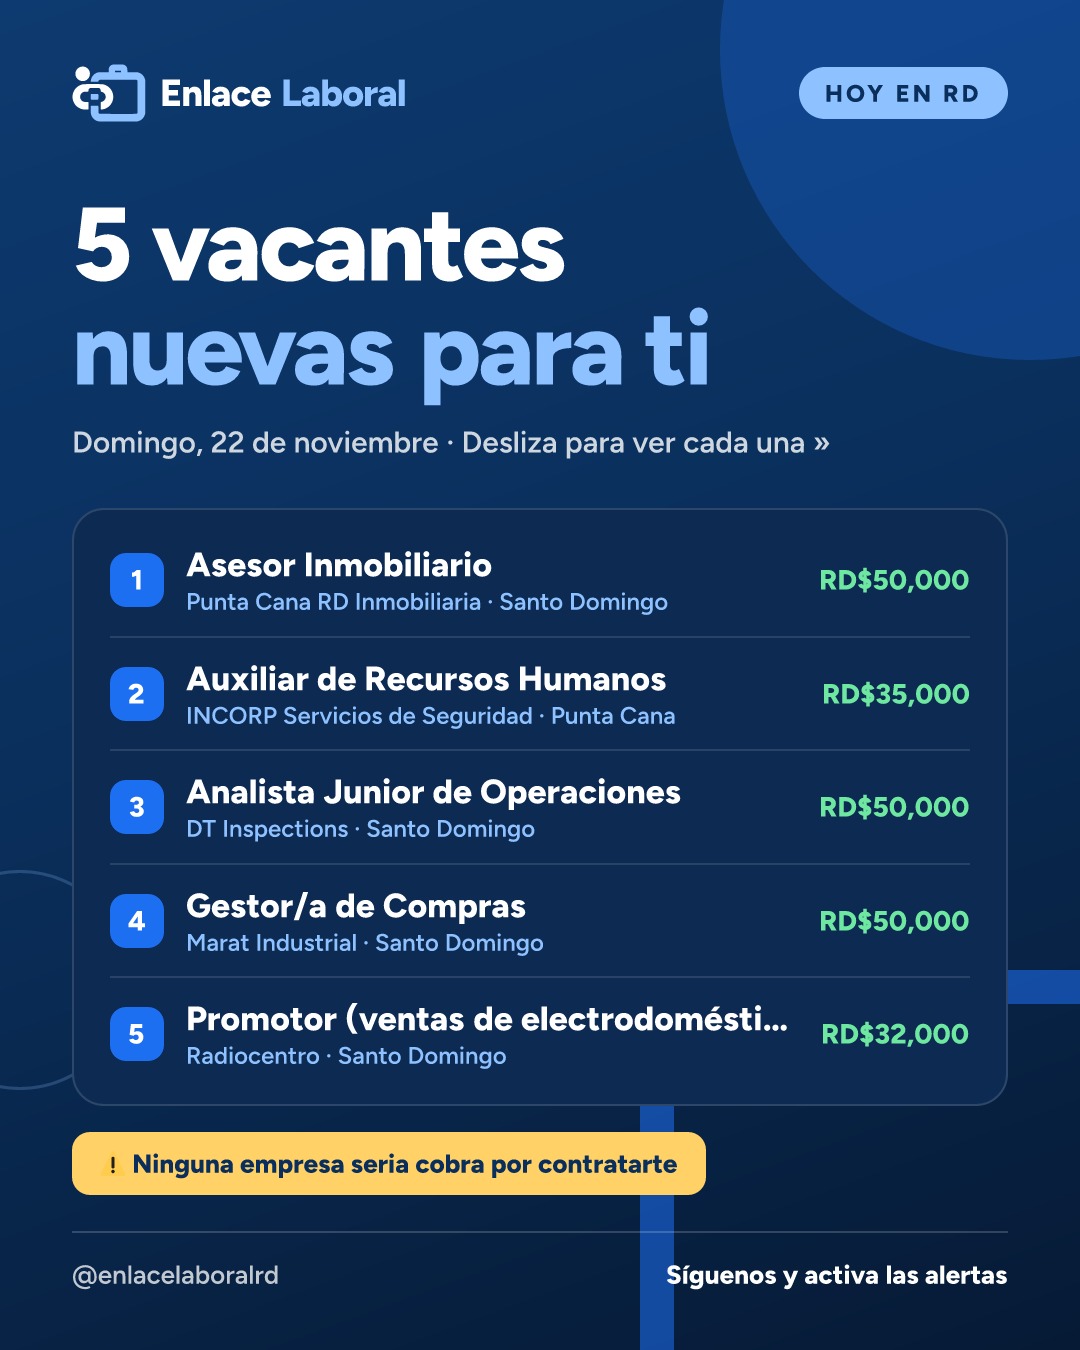 Enlace Laboral
HOY EN RD
5 vacantes
nuevas para ti
Domingo, 22 de noviembre · Desliza para ver cada una »
1
Asesor Inmobiliario
Punta Cana RD Inmobiliaria · Santo Domingo
RD$50,000
2
Auxiliar de Recursos Humanos
INCORP Servicios de Seguridad · Punta Cana
RD$35,000
3
Analista Junior de Operaciones
DT Inspections · Santo Domingo
RD$50,000
4
Gestor/a de Compras
Marat Industrial · Santo Domingo
RD$50,000
5
Promotor (ventas de electrodomésti...
Radiocentro · Santo Domingo
RD$32,000
⚠ Ninguna empresa seria cobra por contratarte
@enlacelaboralrd
Síguenos y activa las alertas